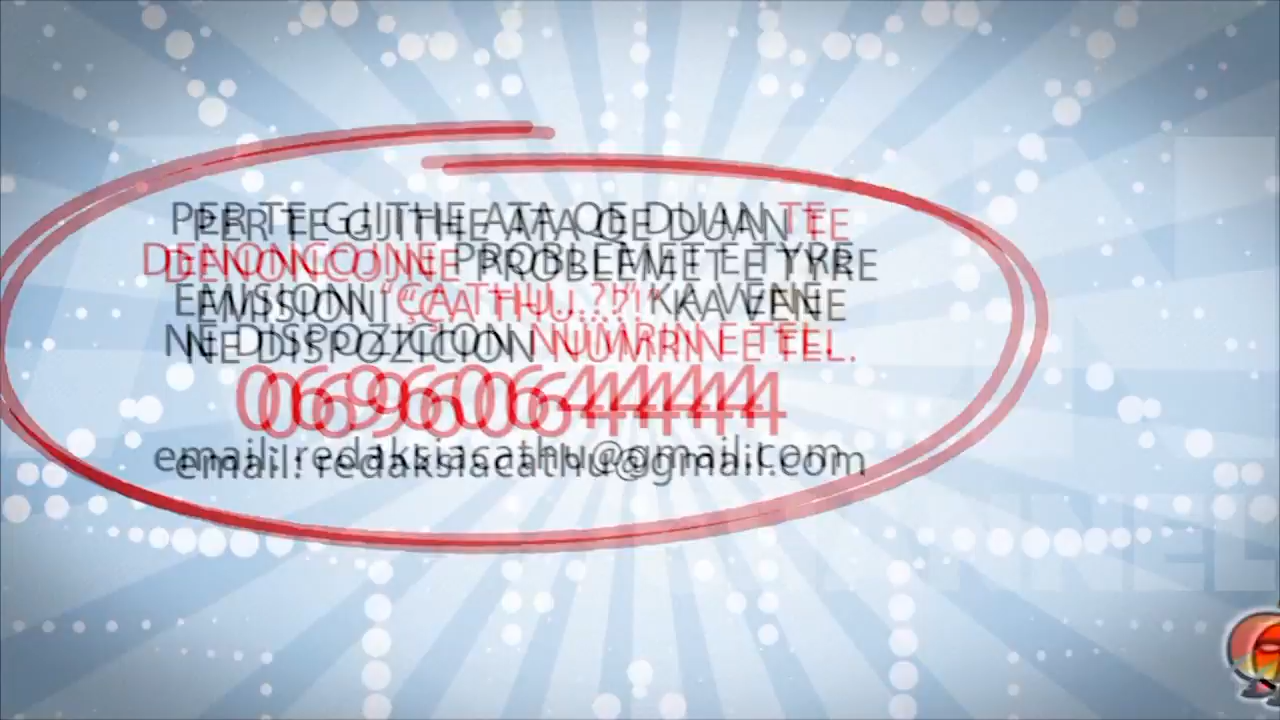 PER TE GJITHE ATA QE DUAN TE
DENONCOJNE PROBLEMET E TYRE
EMISIONI "ÇA THU..??!" KA VENE
NE DISPOZICION NUMRIN E TEL.
0696064444
email: redaksiacathu@gmail.com